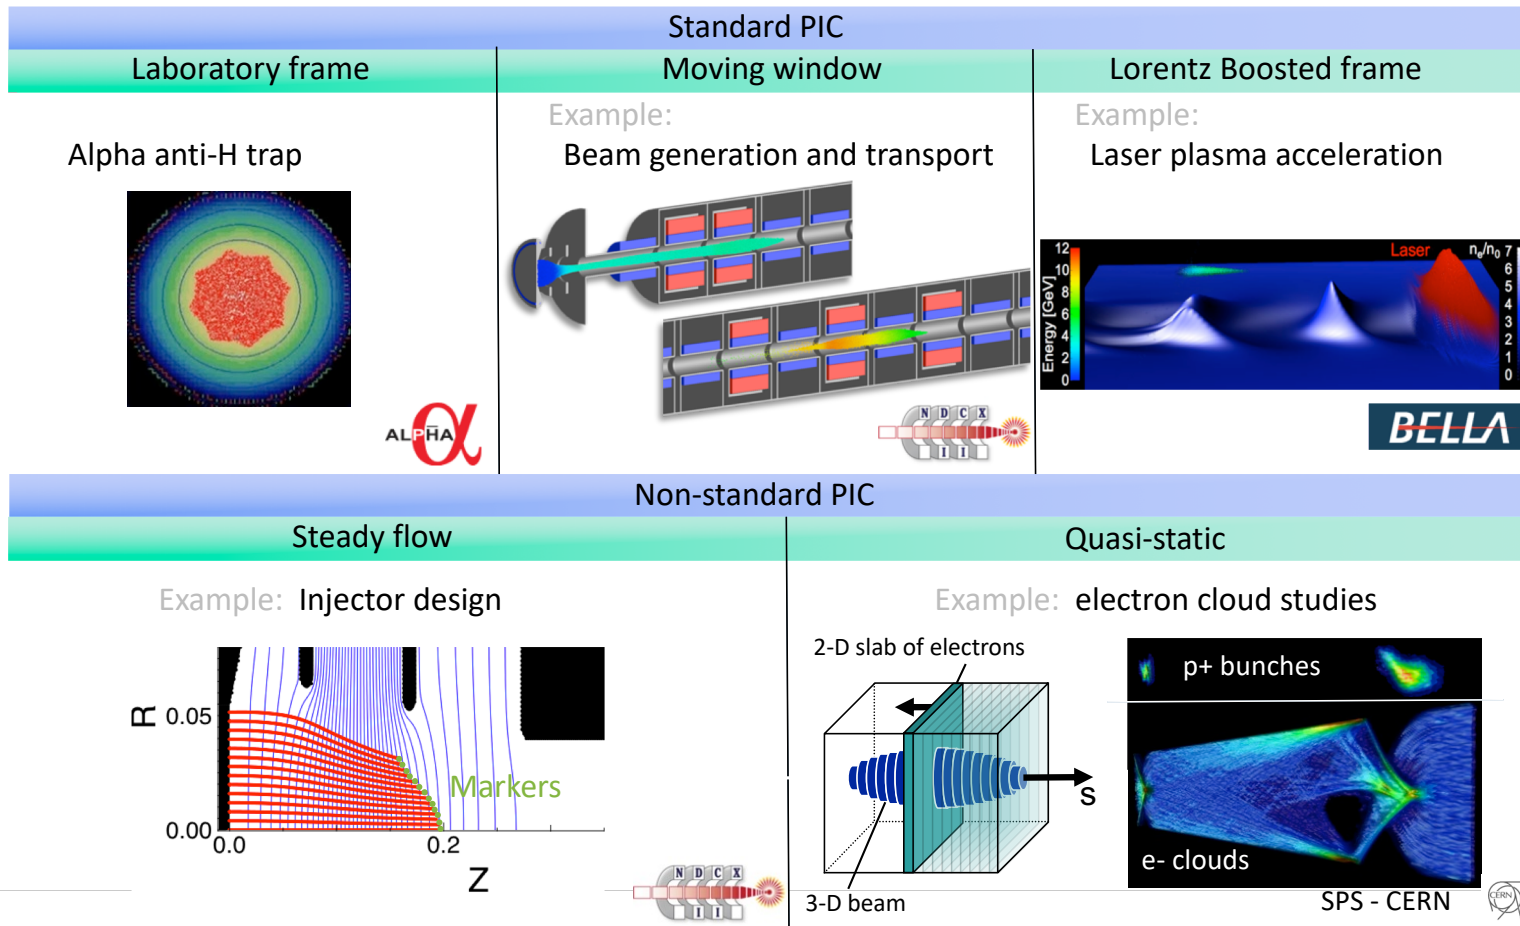 Standard PIC
Laboratory frame
Moving window
Lorentz Boosted frame
Example:
Example:
Alpha anti-H trap
Beam generation and transport
Laser plasma acceleration
12
10
8
6
4
2
0
Energy [GeV]
Laser
nₑ/n₀
7
6
5
4
3
2
1
0
ALPHA
α
N D C X
I I
BELLA
Non-standard PIC
Steady flow
Quasi-static
Example: Injector design
Example: electron cloud studies
R
0.05
0.00
0.0
0.2
Z
Markers
N D C X
I I
2-D slab of electrons
s
3-D beam
p+ bunches
e- clouds
SPS - CERN
CERN